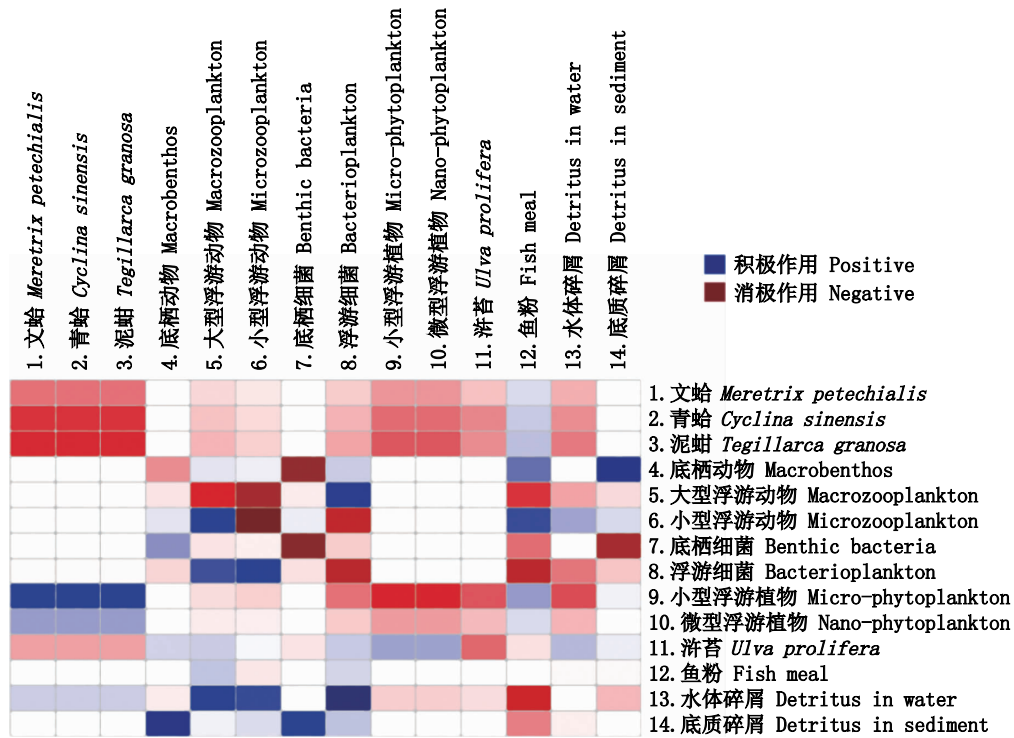 1.文蛤 Meretrix petechialis
2.青蛤 Cyclina sinensis
3.泥蚶 Tegillarca granosa
4.底栖动物 Macrobenthos
5.大型浮游动物 Macrozooplankton
6.小型浮游动物 Microzooplankton
7.底栖细菌 Benthic bacteria
8.浮游细菌 Bacterioplankton
9.小型浮游植物 Micro-phytoplankton
10.微型浮游植物 Nano-phytoplankton
11.浒苔 Ulva prolifera
12.鱼粉 Fish meal
13.水体碎屑 Detritus in water
14.底质碎屑 Detritus in sediment
积极作用 Positive
消极作用 Negative
1.文蛤 Meretrix petechialis
2.青蛤 Cyclina sinensis
3.泥蚶 Tegillarca granosa
4.底栖动物 Macrobenthos
5.大型浮游动物 Macrozooplankton
6.小型浮游动物 Microzooplankton
7.底栖细菌 Benthic bacteria
8.浮游细菌 Bacterioplankton
9.小型浮游植物 Micro-phytoplankton
10.微型浮游植物 Nano-phytoplankton
11.浒苔 Ulva prolifera
12.鱼粉 Fish meal
13.水体碎屑 Detritus in water
14.底质碎屑 Detritus in sediment